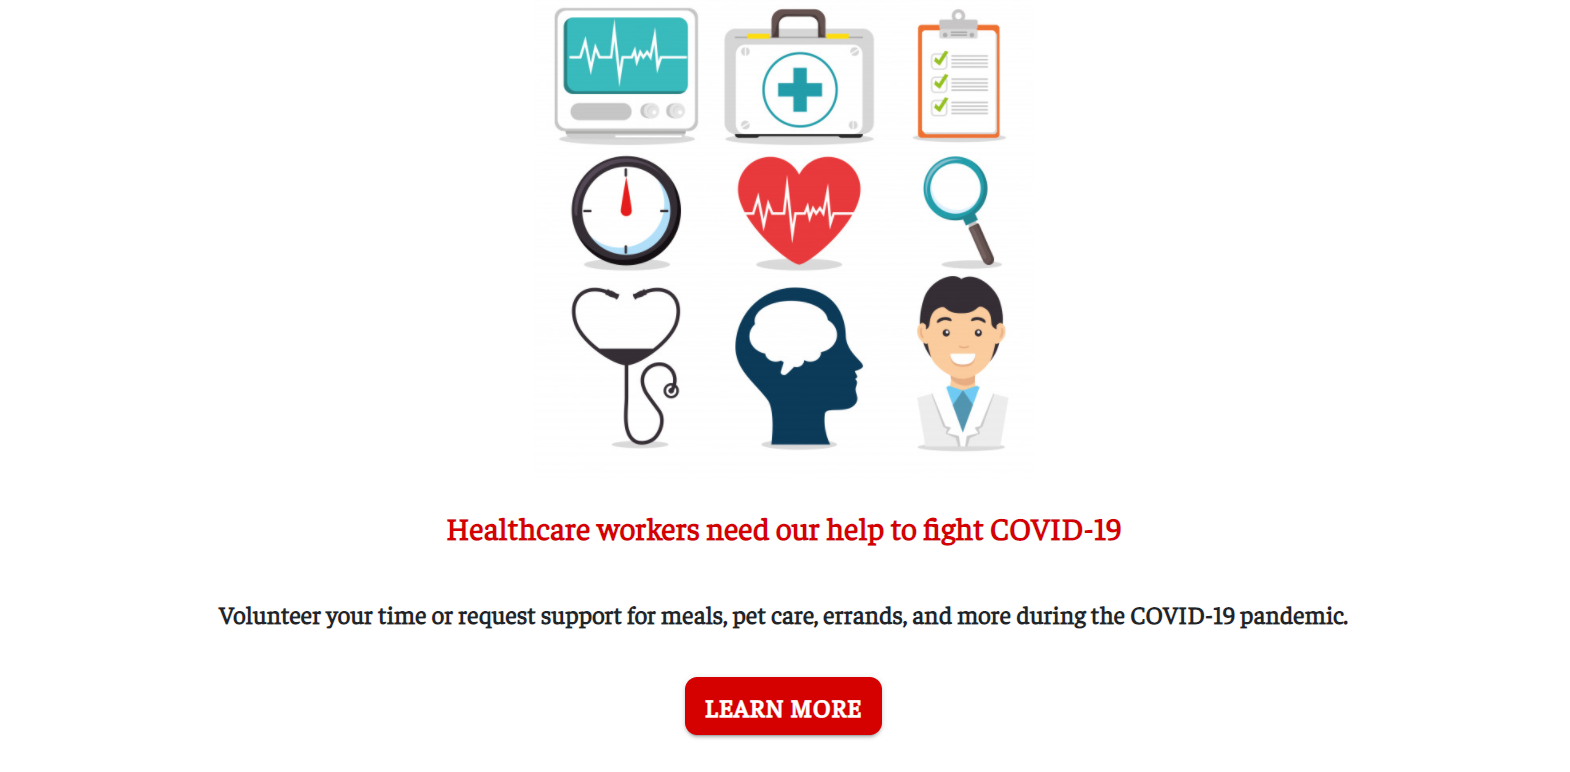 Healthcare workers need our help to fight COVID-19
Volunteer your time or request support for meals, pet care, errands, and more during the COVID-19 pandemic.
LEARN MORE